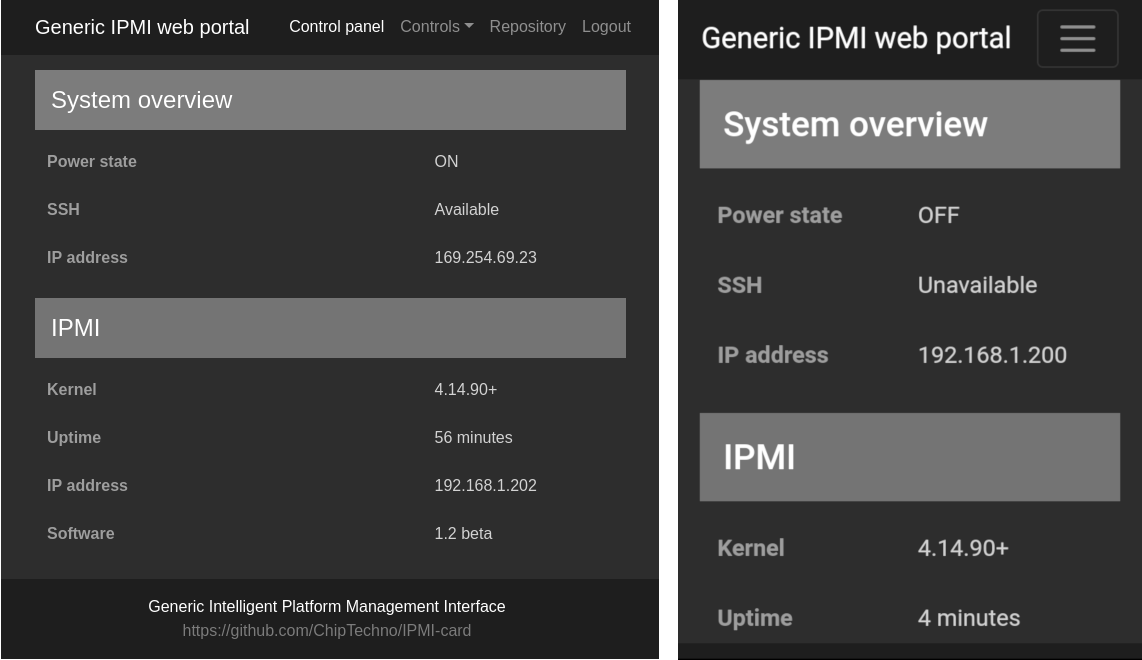 Generic IPMI web portal Control panel Controls Repository Logout
System overview
Power state ON
SSH Available
IP address 169.254.69.23
IPMI
Kernel 4.14.90+
Uptime 56 minutes
IP address 192.168.1.202
Software 1.2 beta
Generic Intelligent Platform Management Interface
https://github.com/ChipTechno/IPMI-card
Generic IPMI web portal
System overview
Power state OFF
SSH Unavailable
IP address 192.168.1.200
IPMI
Kernel 4.14.90+
Uptime 4 minutes